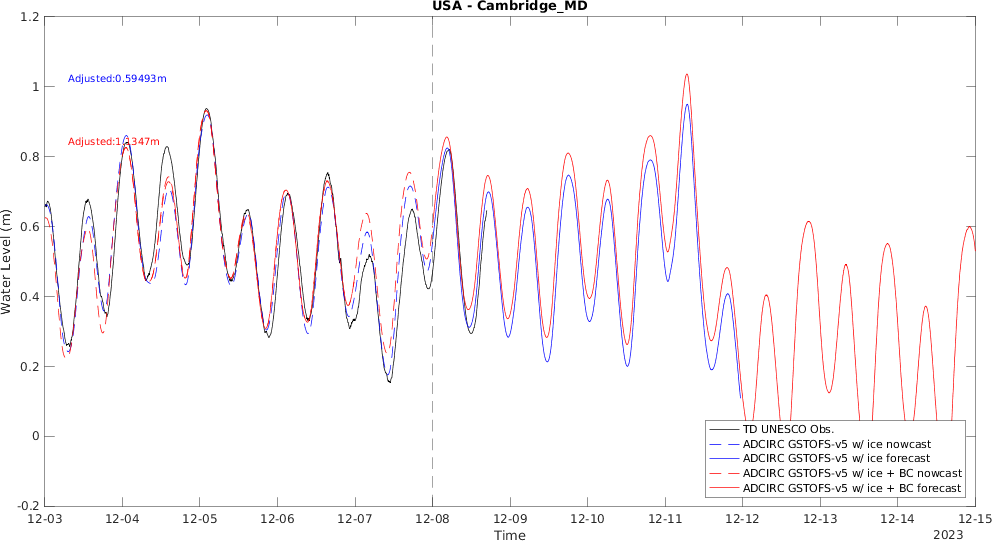 USA - Cambridge_MD
1.2
1
0.8
0.6
0.4
0.2
0
-0.2
Water Level (m)
Adjusted:0.59493m
TD UNESCO Obs.
ADCIRC GSTOFS-v5 w/ ice nowcast
ADCIRC GSTOFS-v5 w/ ice forecast
ADCIRC GSTOFS-v5 w/ ice + BC nowcast
ADCIRC GSTOFS-v5 w/ ice + BC forecast
12-03 12-04 12-05 12-06 12-07 12-08 12-09 12-10 12-11 12-12 12-13 12-14 12-15
Time
2023